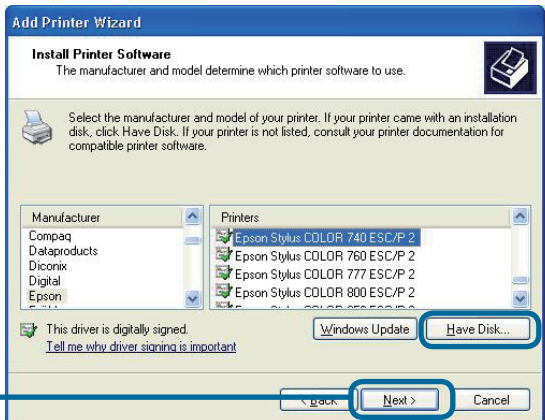 Add Printer Wizard
Install Printer Software
The manufacturer and model determine which printer software to use.
Select the manufacturer and model of your printer. If your printer came with an installation
disk, click Have Disk. If your printer is not listed, consult your printer documentation for
compatible printer software.
Manufacturer
Compaq
Dataproducts
Diconix
Digital
Epson
Printers
Epson Stylus COLOR 740 ESC/P 2
Epson Stylus COLOR 760 ESC/P 2
Epson Stylus COLOR 777 ESC/P 2
Epson Stylus COLOR 800 ESC/P 2
This driver is digitally signed.
Tell me why driver signing is important
Windows Update
Have Disk...
< Back
Next >
Cancel